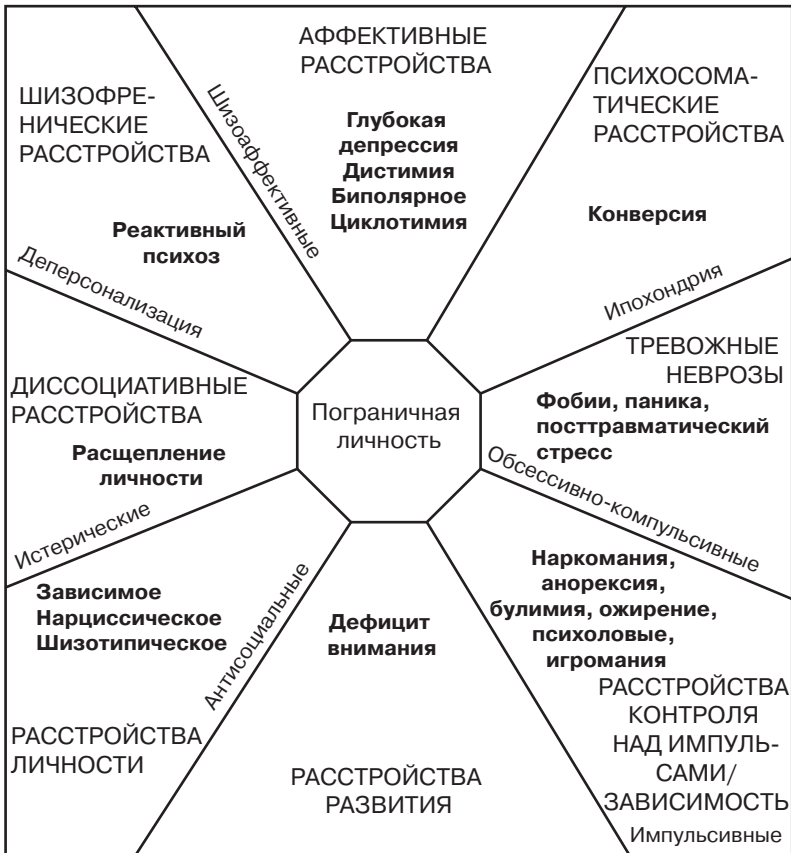 АФФЕКТИВНЫЕ
РАССТРОЙСТВА
Глубокая
депрессия
Дистимия
Биполярное
Циклотимия
ШИЗОФРЕ-
НИЧЕСКИЕ
РАССТРОЙСТВА
Реактивный
психоз
Шизоаффективные
ПСИХОСОМА-
ТИЧЕСКИЕ
РАССТРОЙСТВА
Конверсия
Деперсонализация
Ипохондрия
ДИССОЦИАТИВНЫЕ
РАССТРОЙСТВА
Расщепление
личности
Пограничная
личность
ТРЕВОЖНЫЕ
НЕВРОЗЫ
Фобии, паника,
посттравматический
стресс
Истерические
Обсессивно-компульсивные
Зависимое
Нарциссическое
Шизотипическое
РАССТРОЙСТВА
ЛИЧНОСТИ
Антисоциальные
Дефицит
внимания
РАССТРОЙСТВА
РАЗВИТИЯ
Наркомания,
анорексия,
булимия, ожирение,
психоловые,
игромания
РАССТРОЙСТВА
КОНТРОЛЯ
НАД ИМПУЛЬ-
САМИ/
ЗАВИСИМОСТЬ
Импульсивные